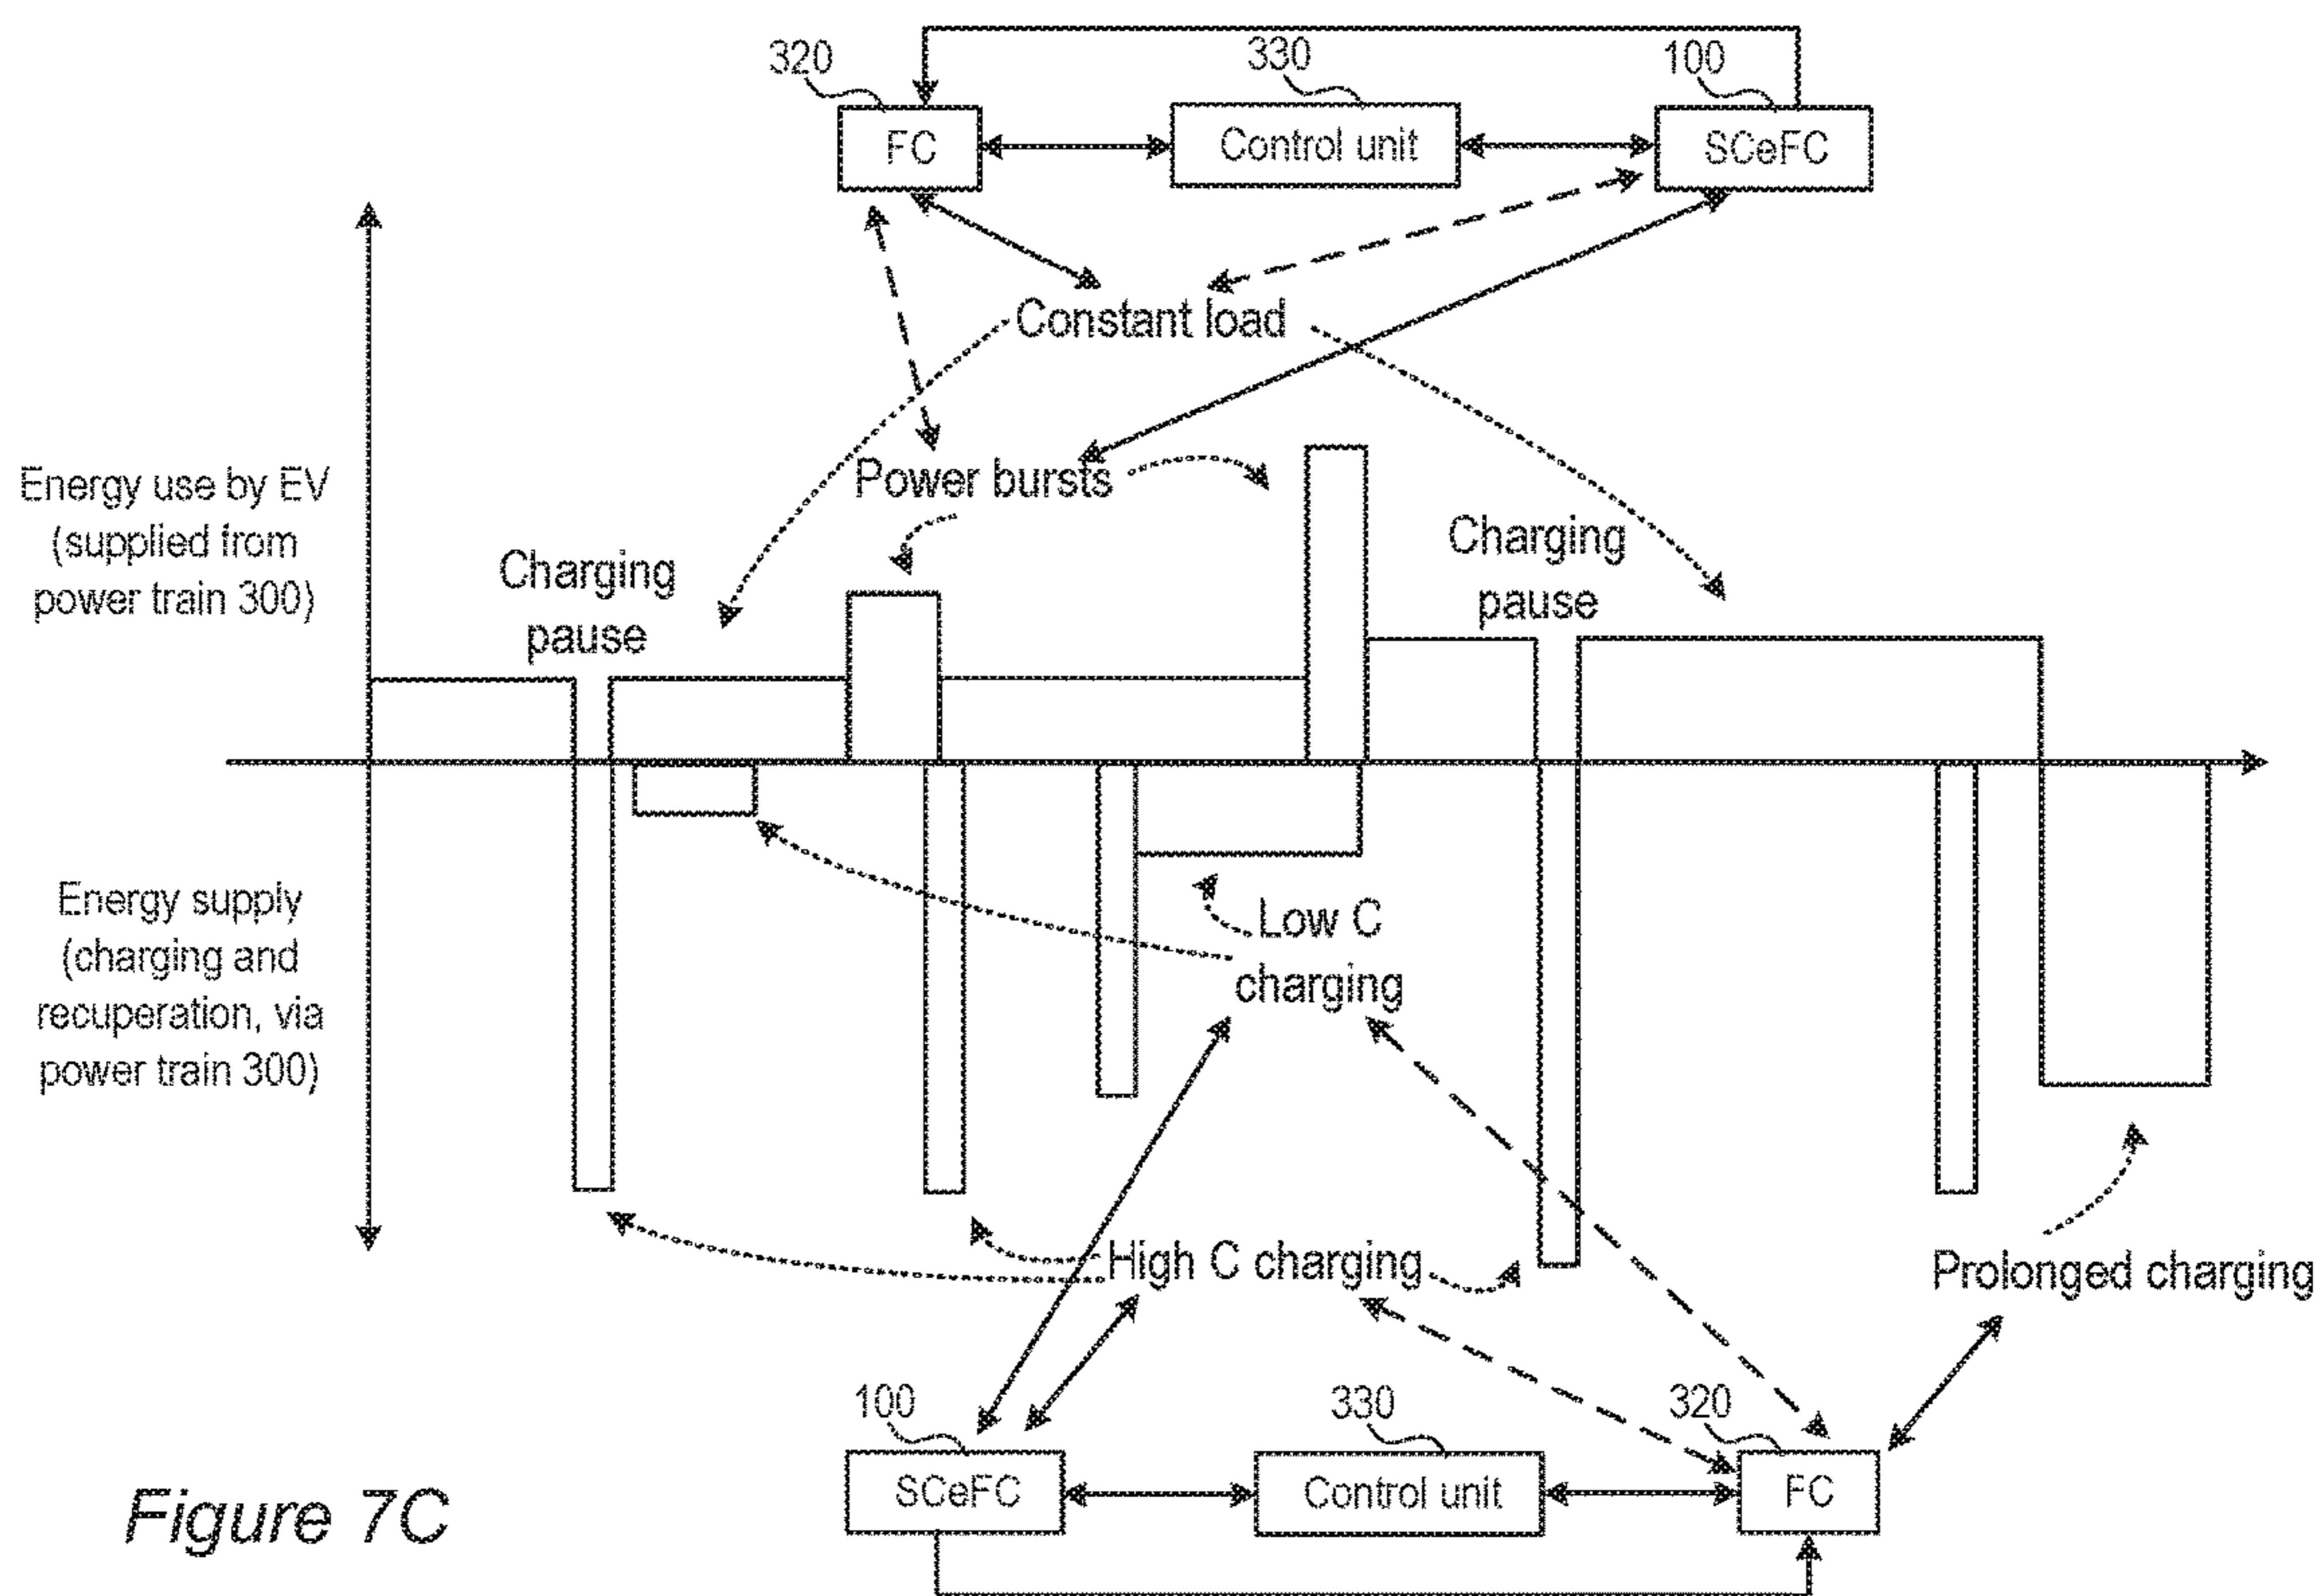 320
330
100
FC
Control unit
SCeFC
Constant load
Energy use by EV
(supplied from
power train 300)
Power bursts
Charging
pause
Charging
pause
Energy supply
(charging and
recuperation, via
power train 300)
Low C
charging
High C charging
Prolonged charging
100
330
320
SCeFC
Control unit
FC
Figure 7C